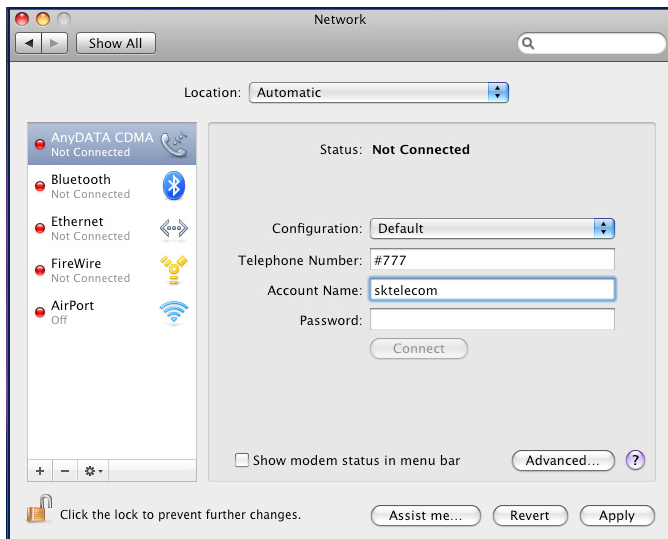 Network
Show All
Location: Automatic
AnyDATA CDMA
Not Connected
Bluetooth
Not Connected
Ethernet
Not Connected
FireWire
Not Connected
AirPort
Off
Status: Not Connected
Configuration: Default
Telephone Number: #777
Account Name: sktelecom
Password:
Connect
Show modem status in menu bar
Advanced... ?
Click the lock to prevent further changes.
Assist me... Revert Apply